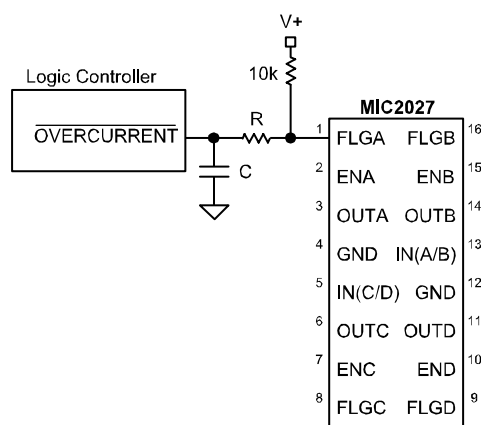 V+
10k
Logic Controller
OVERCURRENT
R
C
MIC2027
1 FLGA FLGB 16
2 ENA ENB 15
3 OUTA OUTB 14
4 GND IN(A/B) 13
5 IN(C/D) GND 12
6 OUTC OUTD 11
7 ENC END 10
8 FLGC FLGD 9